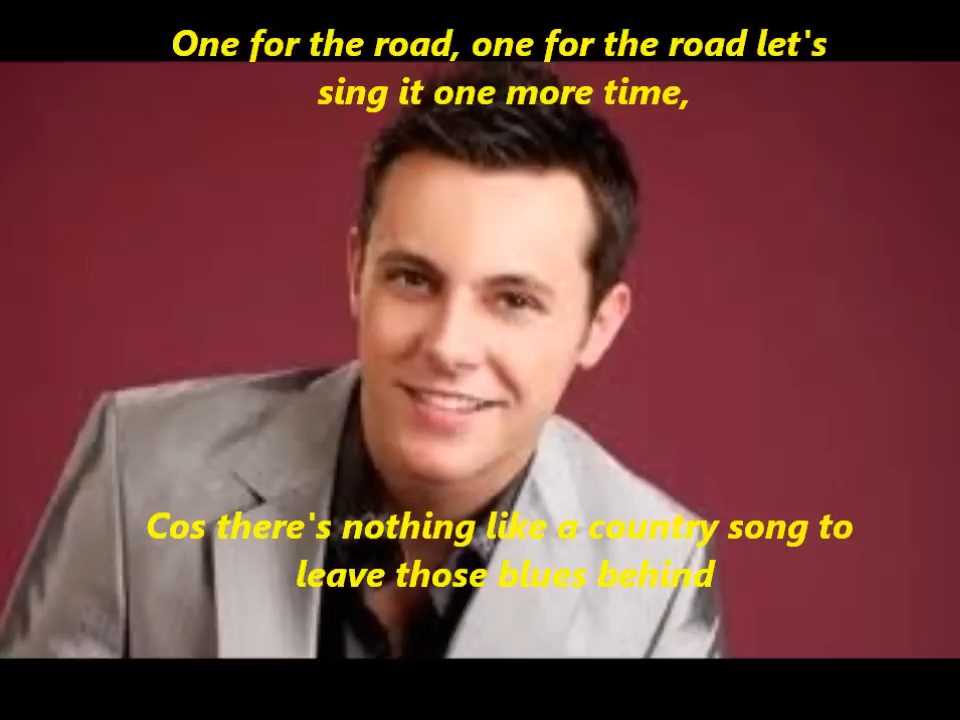 One for the road, one for the road let's
sing it one more time,
Cos there's nothing like a country song to
leave those blues behind